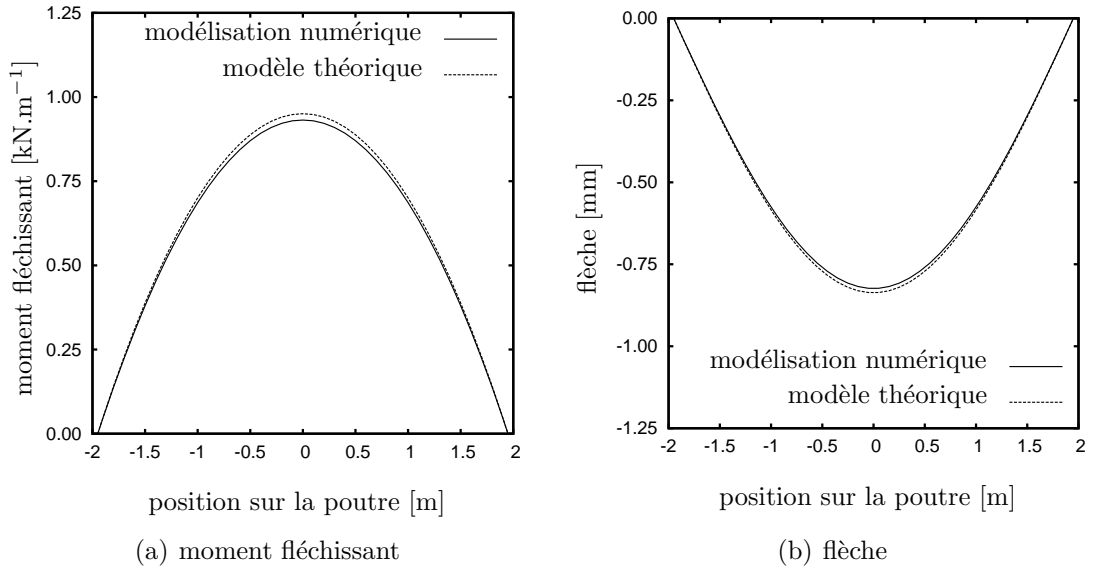 moment fléchissant [kN.m⁻¹]
1.25
1.00
0.75
0.50
0.25
0.00
modélisation numérique
modèle théorique
-2 -1.5 -1 -0.5 0 0.5 1 1.5 2
position sur la poutre [m]
(a) moment fléchissant
flèche [mm]
0.00
-0.25
-0.50
-0.75
-1.00
-1.25
modélisation numérique
modèle théorique
-2 -1.5 -1 -0.5 0 0.5 1 1.5 2
position sur la poutre [m]
(b) flèche